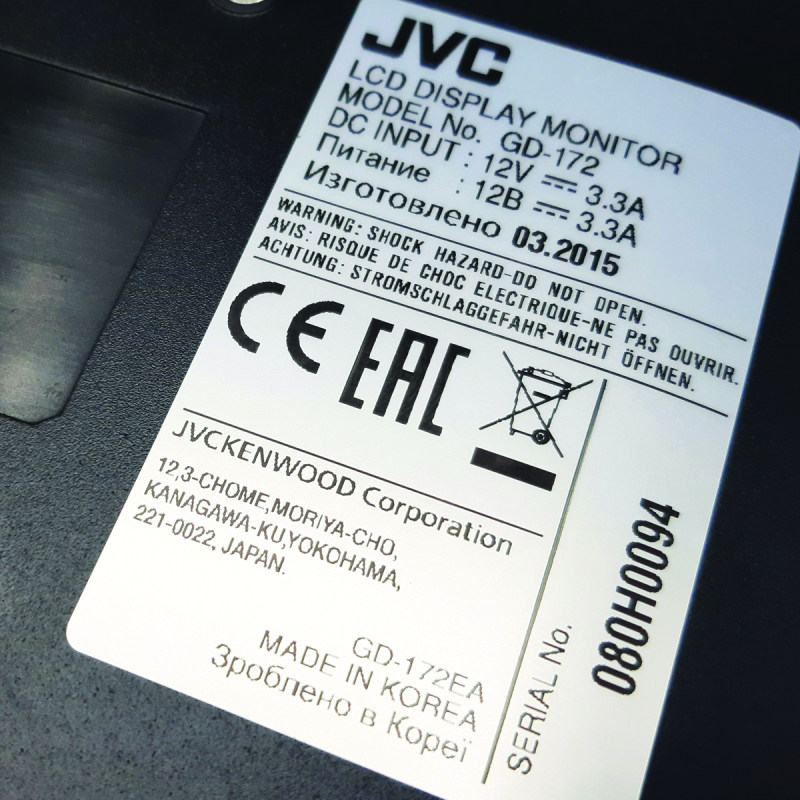 JVC
LCD DISPLAY MONITOR
MODEL No. GD-172
DC INPUT : 12V ⎓ 3.3A
Питание : 12В ⎓ 3.3А
Изготовлено 03.2015
WARNING: SHOCK HAZARD-DO NOT OPEN.
AVIS: RISQUE DE CHOC ELECTRIQUE-NE PAS OUVRIR.
ACHTUNG: STROMSCHLAGGEFAHR-NICHT ÖFFNEN.
CE EAC
JVCKENWOOD Corporation
12,3-CHOME,MORIYA-CHO,
KANAGAWA-KU,YOKOHAMA,
221-0022, JAPAN.
GD-172EA
MADE IN KOREA
Зроблено в Кореї
SERIAL No. 080H0094